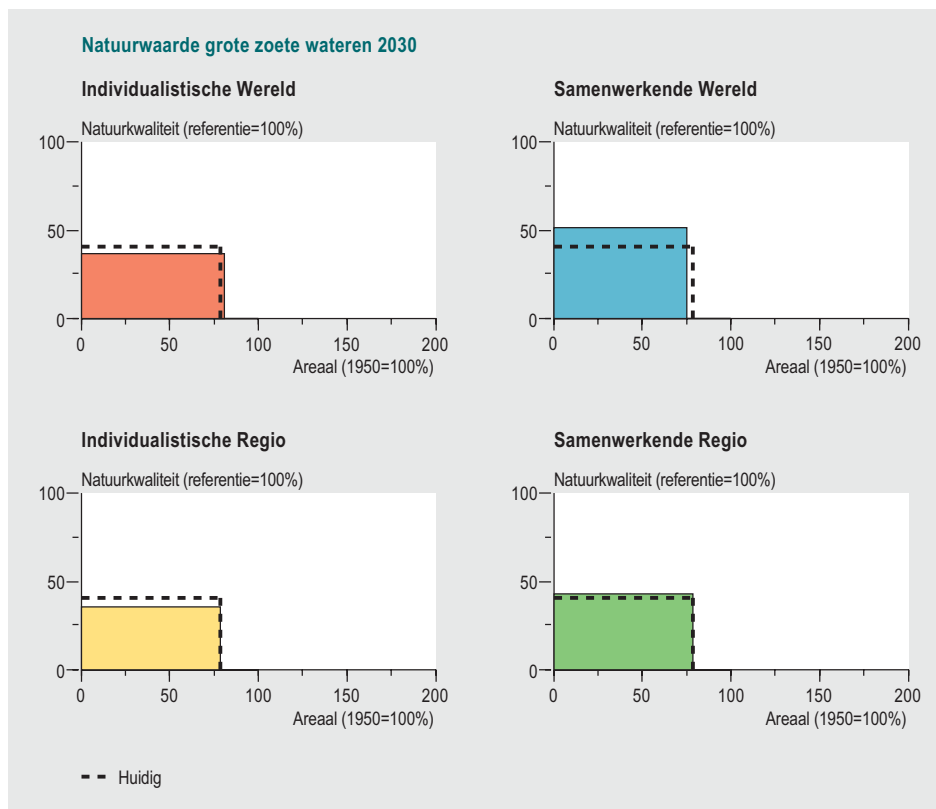 Natuurwaarde grote zoete wateren 2030
Individualistische Wereld
Natuurkwaliteit (referentie=100%)
100
50
0
0 50 100 150 200
Areaal (1950=100%)
Samenwerkende Wereld
Natuurkwaliteit (referentie=100%)
100
50
0
0 50 100 150 200
Areaal (1950=100%)
Individualistische Regio
Natuurkwaliteit (referentie=100%)
100
50
0
0 50 100 150 200
Areaal (1950=100%)
Samenwerkende Regio
Natuurkwaliteit (referentie=100%)
100
50
0
0 50 100 150 200
Areaal (1950=100%)
Huidig